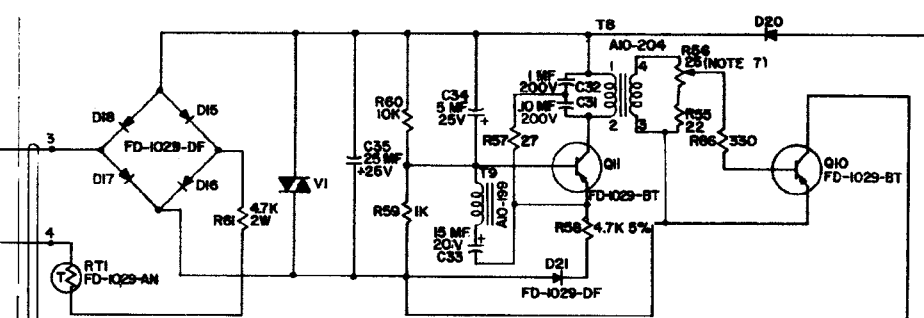 T8
D20
A10-204
1
4
R56
25 (NOTE 7)
1 MF
200V
C32
.10 MF
200V
C31
2
3
R55
22
R66
330
C34
5 MF
25V
R60
10K
R57
27
D18
D15
3
FD-1029-DF
D17
D16
C35
25 MF
+25V
V1
T9
A10-199
Q11
FD-1029-BT
Q10
FD-1029-BT
R61
4.7K
2W
R59
1K
15 MF
20V
C33
R58
4.7K 5%
4
RT1
FD-1029-AN
T
D21
FD-1029-DF